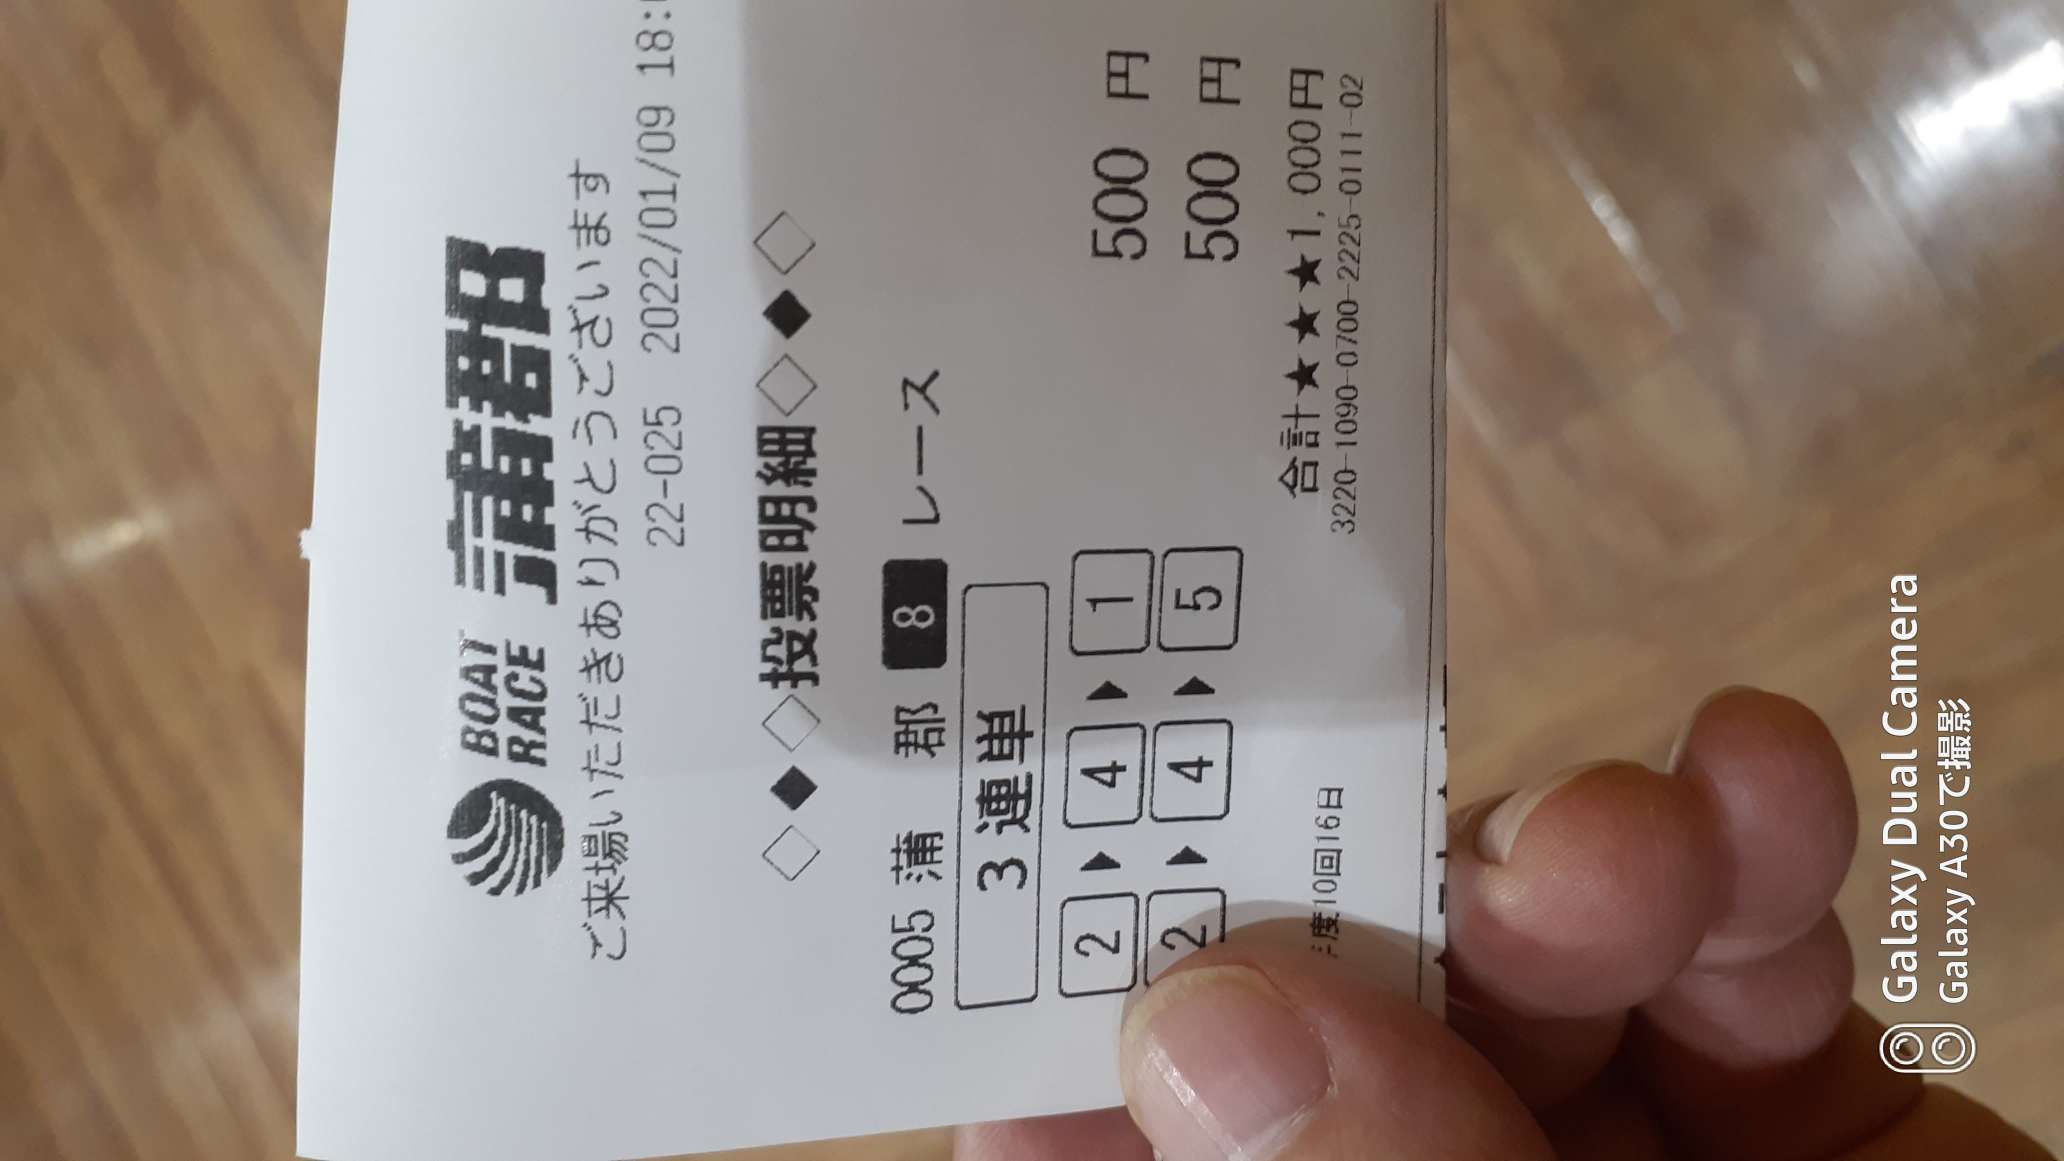 BOAT RACE 蒲郡
ご来場いただきありがとうございます
22-025 2022/01/09 18:
◇◆◇投票明細◇◆◇
0005 蒲 郡 8 レース
3連単
2▶4▶1 500 円
2▶4▶5 500 円
合計★★★★1,000円
年度10回16日 3220-1090-0700-2225-0111-02
Galaxy Dual Camera
Galaxy A30で撮影